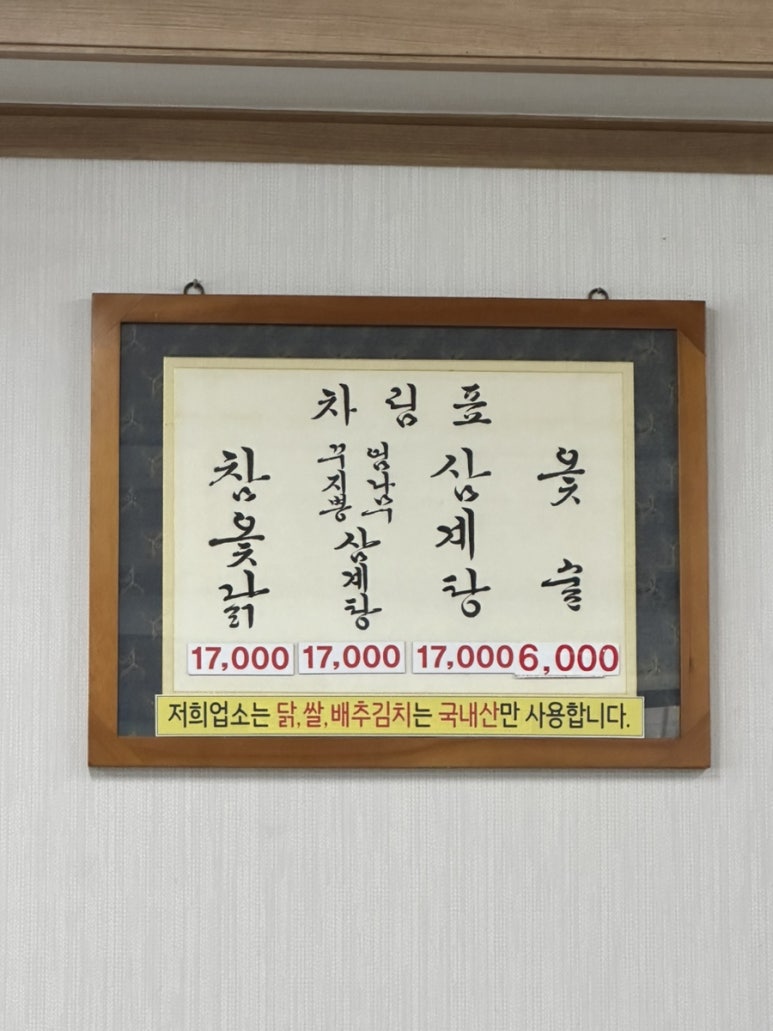 차림표
참옻닭
꾸지뽕
엄나무
삼계탕
삼계탕
옻술
17,000
17,000
17,000
6,000
저희업소는 닭,쌀,배추김치는 국내산만 사용합니다.